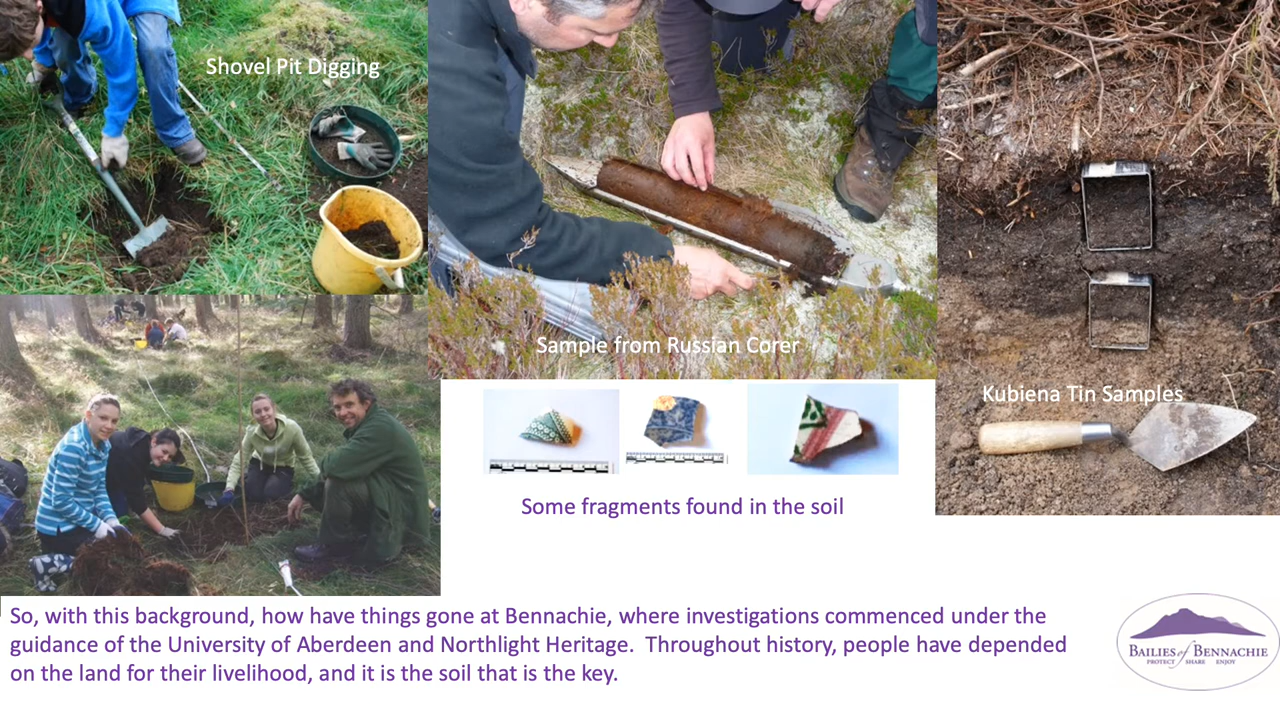 Shovel Pit Digging
Sample from Russian Corer
Kubiena Tin Samples
Some fragments found in the soil
So, with this background, how have things gone at Bennachie, where investigations commenced under the
guidance of the University of Aberdeen and Northlight Heritage.  Throughout history, people have depended
on the land for their livelihood, and it is the soil that is the key.
BAILIES of BENNACHIE
PROTECT SHARE ENJOY